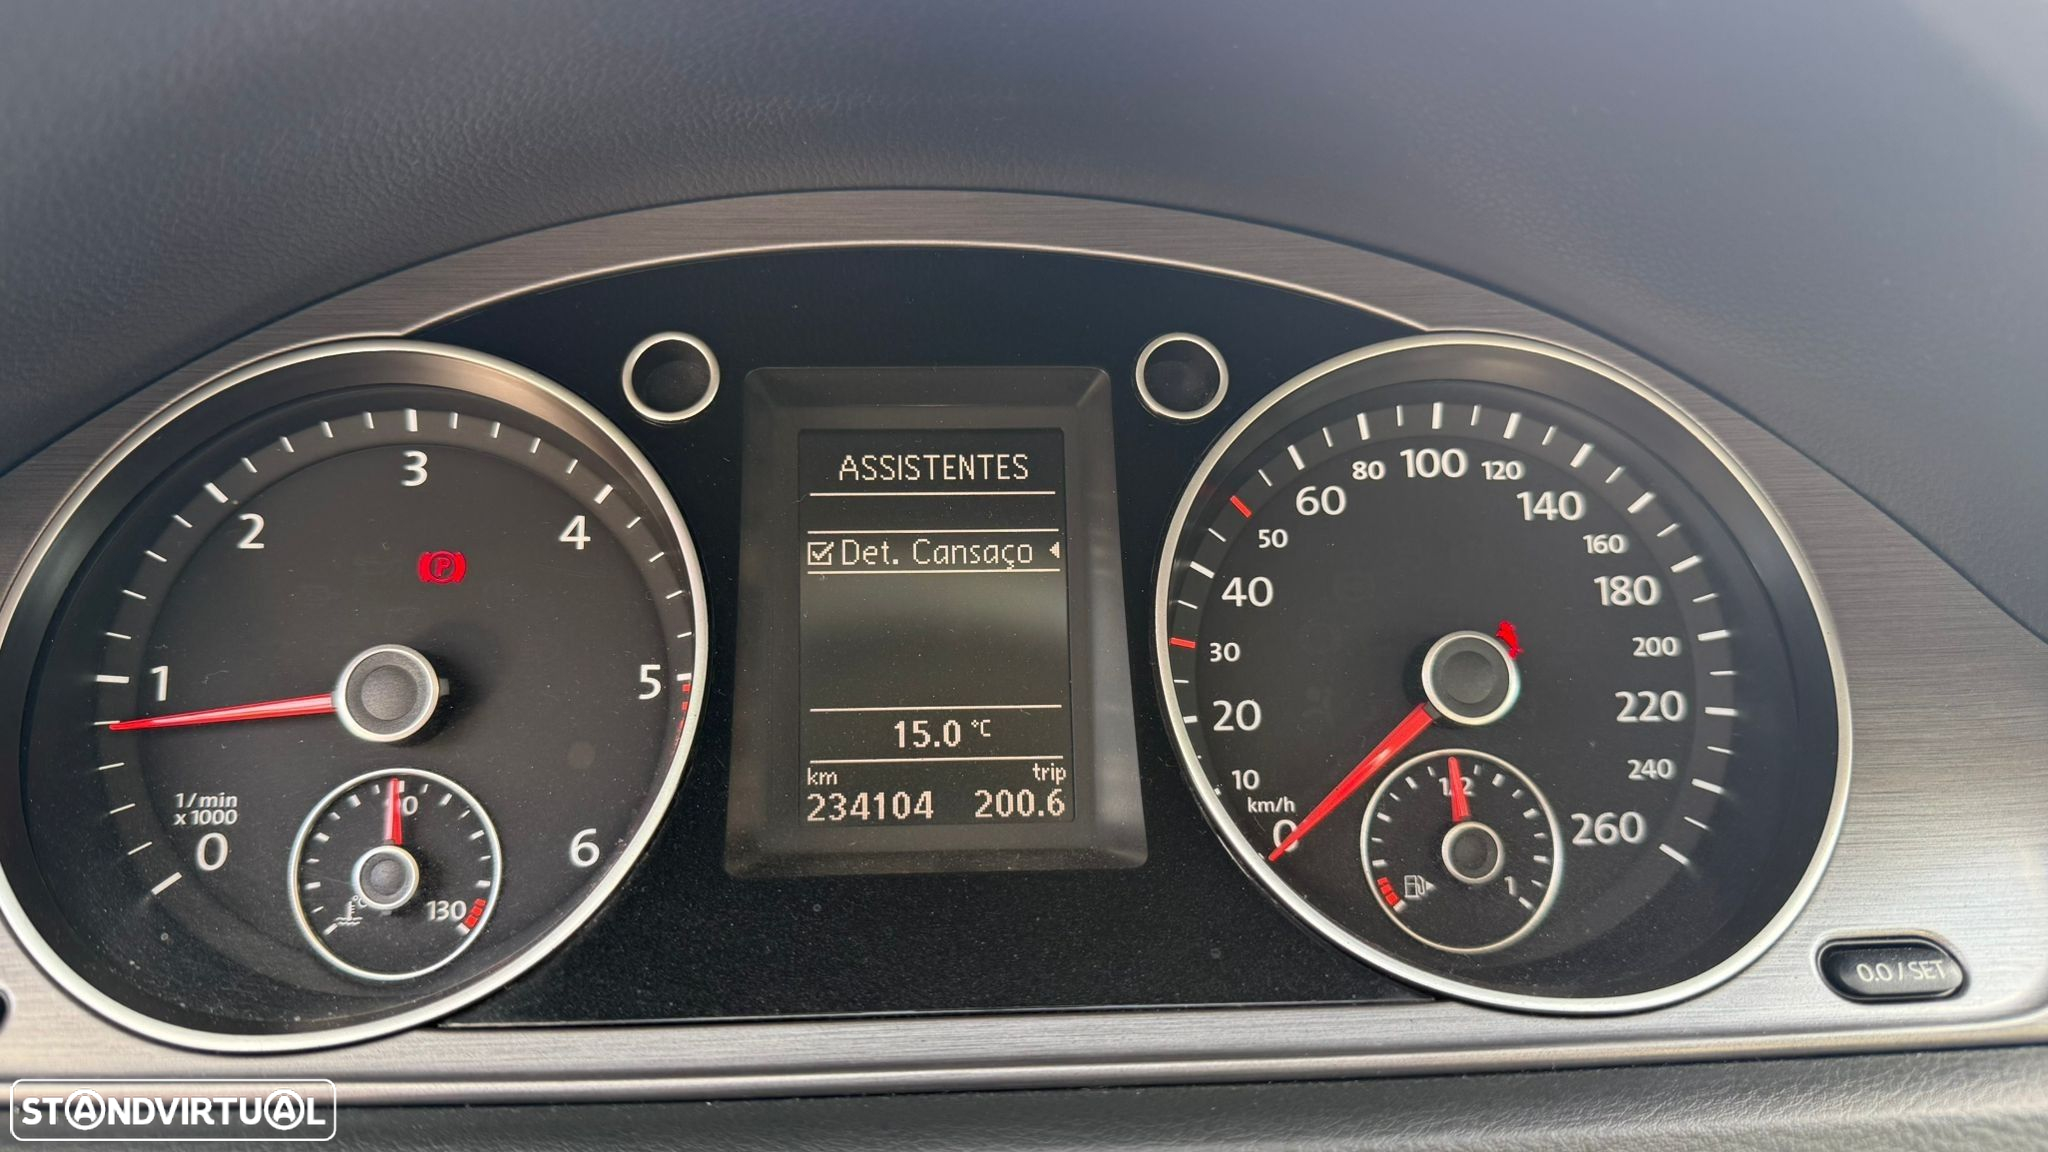 ASSISTENTES
Det. Cansaço
15.0 °C
km trip
234104 200.6
0 1 2 3 4 5 6
1/min
x 1000
90 130
°C
0 10 20 30 40 50 60 80 100 120 140 160 180 200 220 240 260
km/h
1/2 1
P
0.0 / SET
STANDVIRTUAL